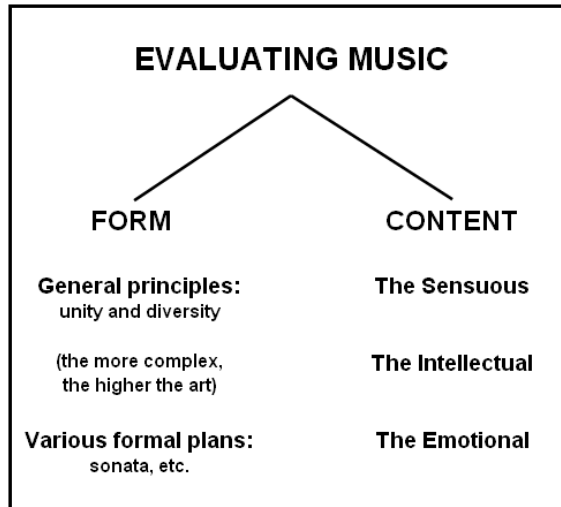 EVALUATING MUSIC
FORM
General principles:
unity and diversity
(the more complex,
the higher the art)
Various formal plans:
sonata, etc.
CONTENT
The Sensuous
The Intellectual
The Emotional